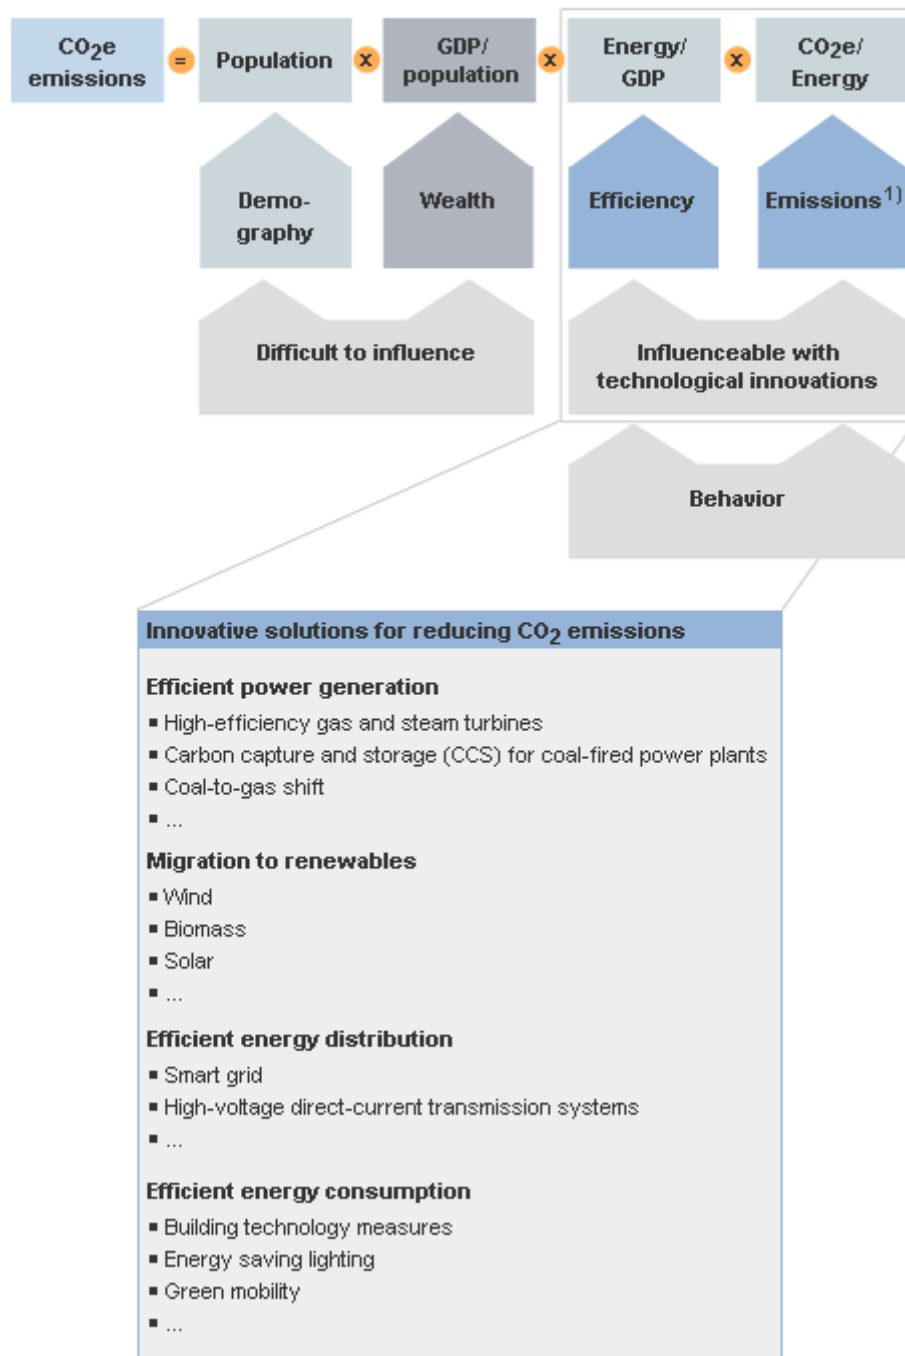 CO2e
emissions
=
Population
x
GDP/
population
x
Energy/
GDP
x
CO2e/
Energy
Demo-
graphy
Wealth
Efficiency
Emissions1)
Difficult to influence
Influenceable with
technological innovations
Behavior
Innovative solutions for reducing CO2 emissions
Efficient power generation
▪ High-efficiency gas and steam turbines
▪ Carbon capture and storage (CCS) for coal-fired power plants
▪ Coal-to-gas shift
▪ ...
Migration to renewables
▪ Wind
▪ Biomass
▪ Solar
▪ ...
Efficient energy distribution
▪ Smart grid
▪ High-voltage direct-current transmission systems
▪ ...
Efficient energy consumption
▪ Building technology measures
▪ Energy saving lighting
▪ Green mobility
▪ ...